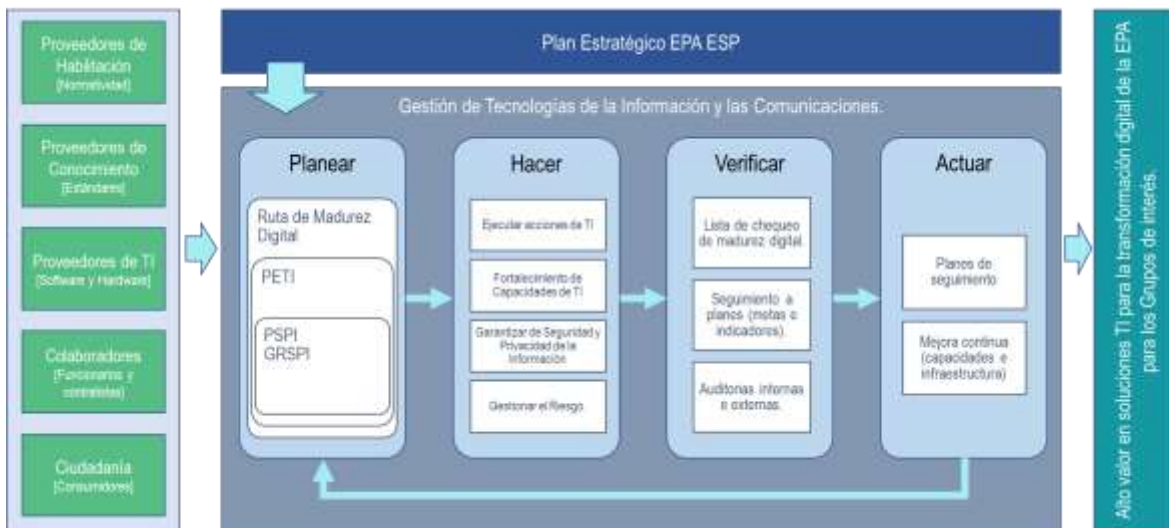 Proveedores de
Habilitación
[Normatividad]
Proveedores de
Conocimiento
[Estándares]
Proveedores de TI
[Software y Hardware]
Colaboradores
[Funcionarios y
contratistas]
Ciudadanía
[Consumidores]
Plan Estratégico EPA ESP
Gestión de Tecnologías de la Información y las Comunicaciones.
Planear
Ruta de Madurez
Digital
PETI
PSPI
GRSPI
Hacer
Ejecutar acciones de TI
Fortalecimiento de
Capacidades de TI
Garantizar de Seguridad y
Privacidad de la
Información
Gestionar el Riesgo
Verificar
Lista de chequeo
de madurez digital.
Seguimiento a
planes (metas e
indicadores).
Auditorias internas
e externas.
Actuar
Planes de
seguimiento
Mejora continua
(capacidades e
infraestructura)
Alto valor en soluciones TI para la transformación digital de la EPA
para los Grupos de interés.